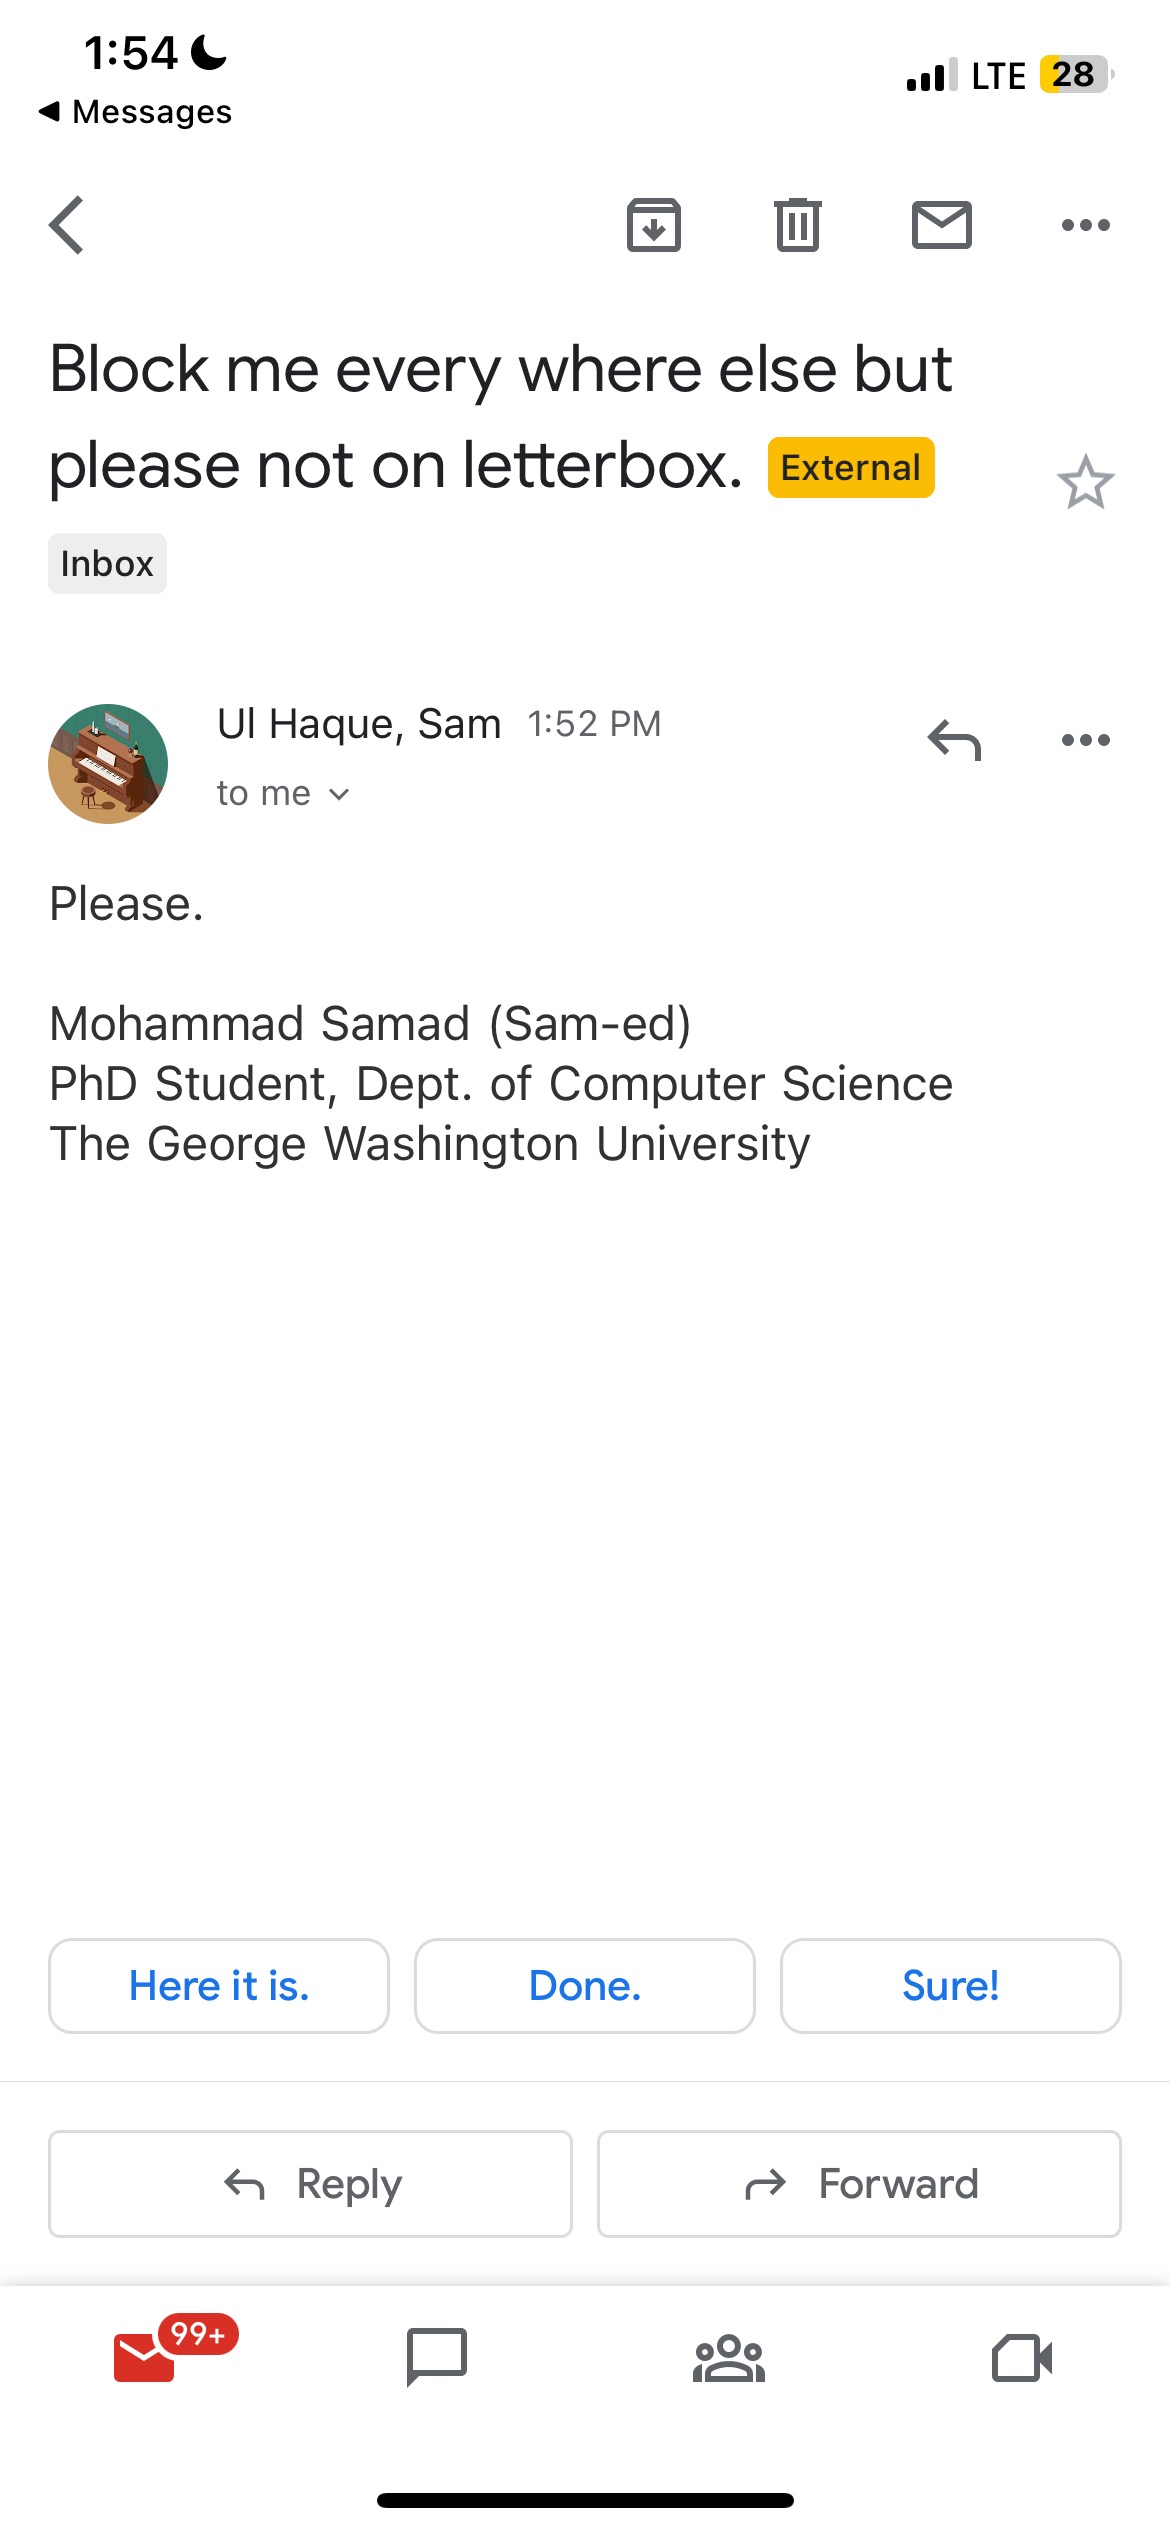 1:54
LTE 28
Messages
Block me every where else but
please not on letterbox. External
Inbox
Ul Haque, Sam 1:52 PM
to me
Please.
Mohammad Samad (Sam-ed)
PhD Student, Dept. of Computer Science
The George Washington University
Here it is. Done. Sure!
Reply Forward
99+